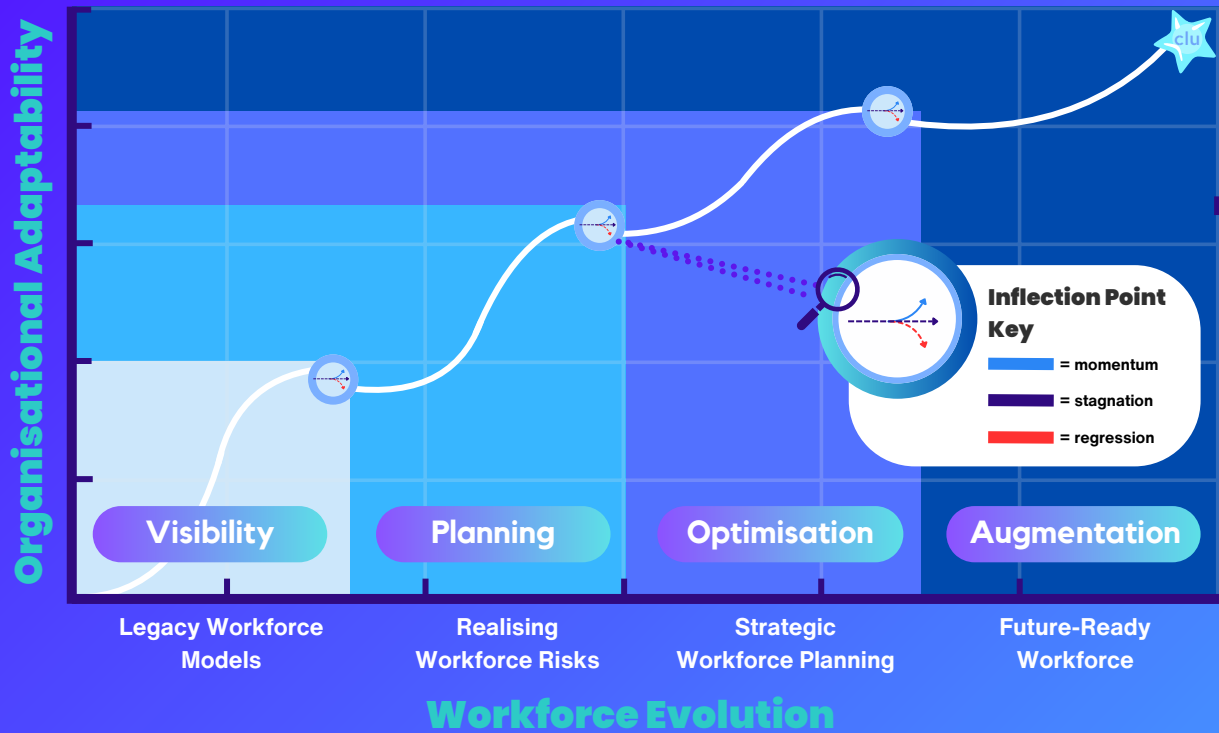 Organisational Adaptability
clu
Inflection Point
Key
= momentum
= stagnation
= regression
Visibility
Planning
Optimisation
Augmentation
Legacy Workforce
Models
Realising
Workforce Risks
Strategic
Workforce Planning
Future-Ready
Workforce
Workforce Evolution